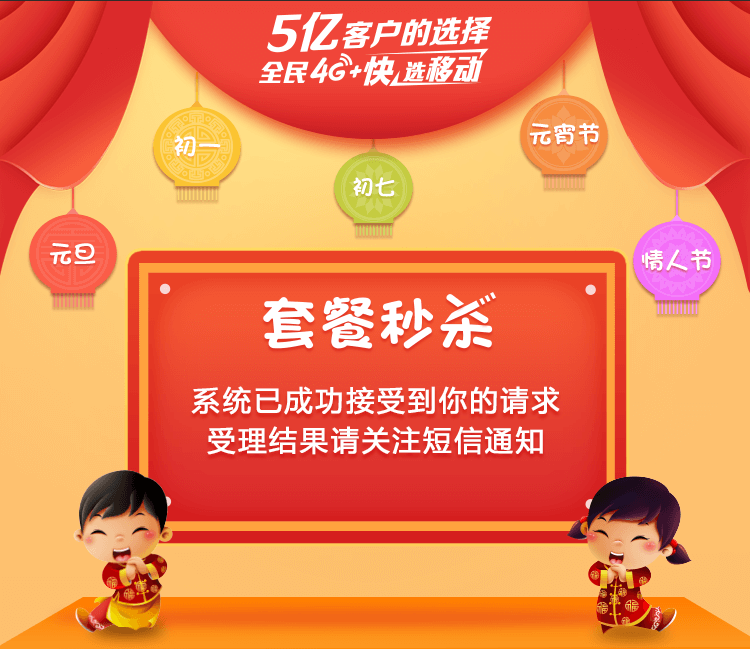 5亿客户的选择
全民4G+快,选移动
初一
元宵节
初七
元旦
情人节
套餐秒杀
系统已成功接受到你的请求
受理结果请关注短信通知